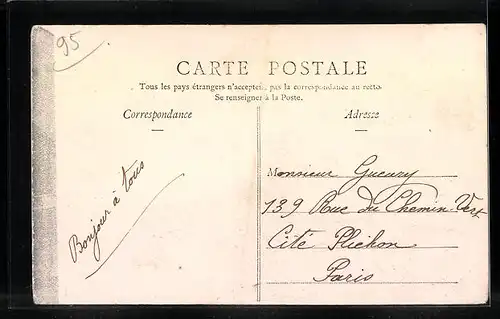 95
CARTE POSTALE
Tous les pays étrangers n'acceptent pas la correspondance au recto.
Se renseigner à la Poste.
Correspondance
Adresse
Bonjour à tous
Monsieur Gueury
139 Rue du Chemin Vert
Cité Plichon
Paris